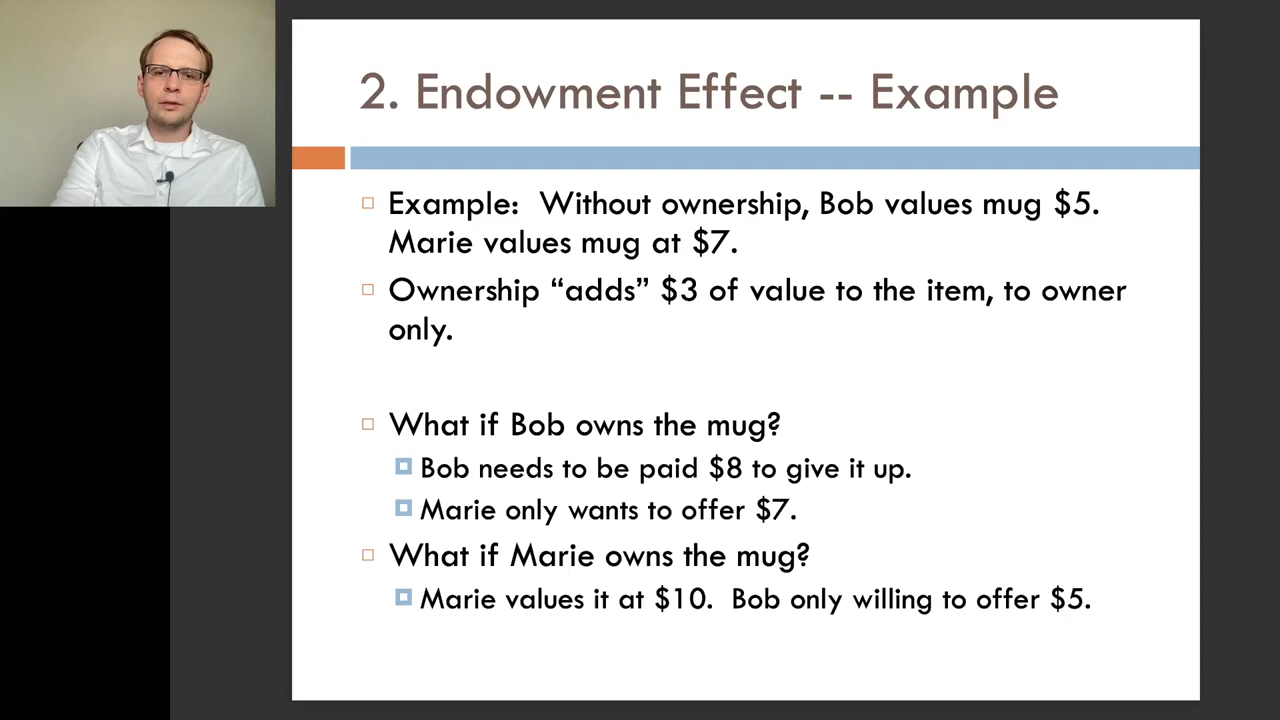 2. Endowment Effect -- Example
Example:  Without ownership, Bob values mug $5.
Marie values mug at $7.
Ownership “adds” $3 of value to the item, to owner
only.
What if Bob owns the mug?
Bob needs to be paid $8 to give it up.
Marie only wants to offer $7.
What if Marie owns the mug?
Marie values it at $10.  Bob only willing to offer $5.